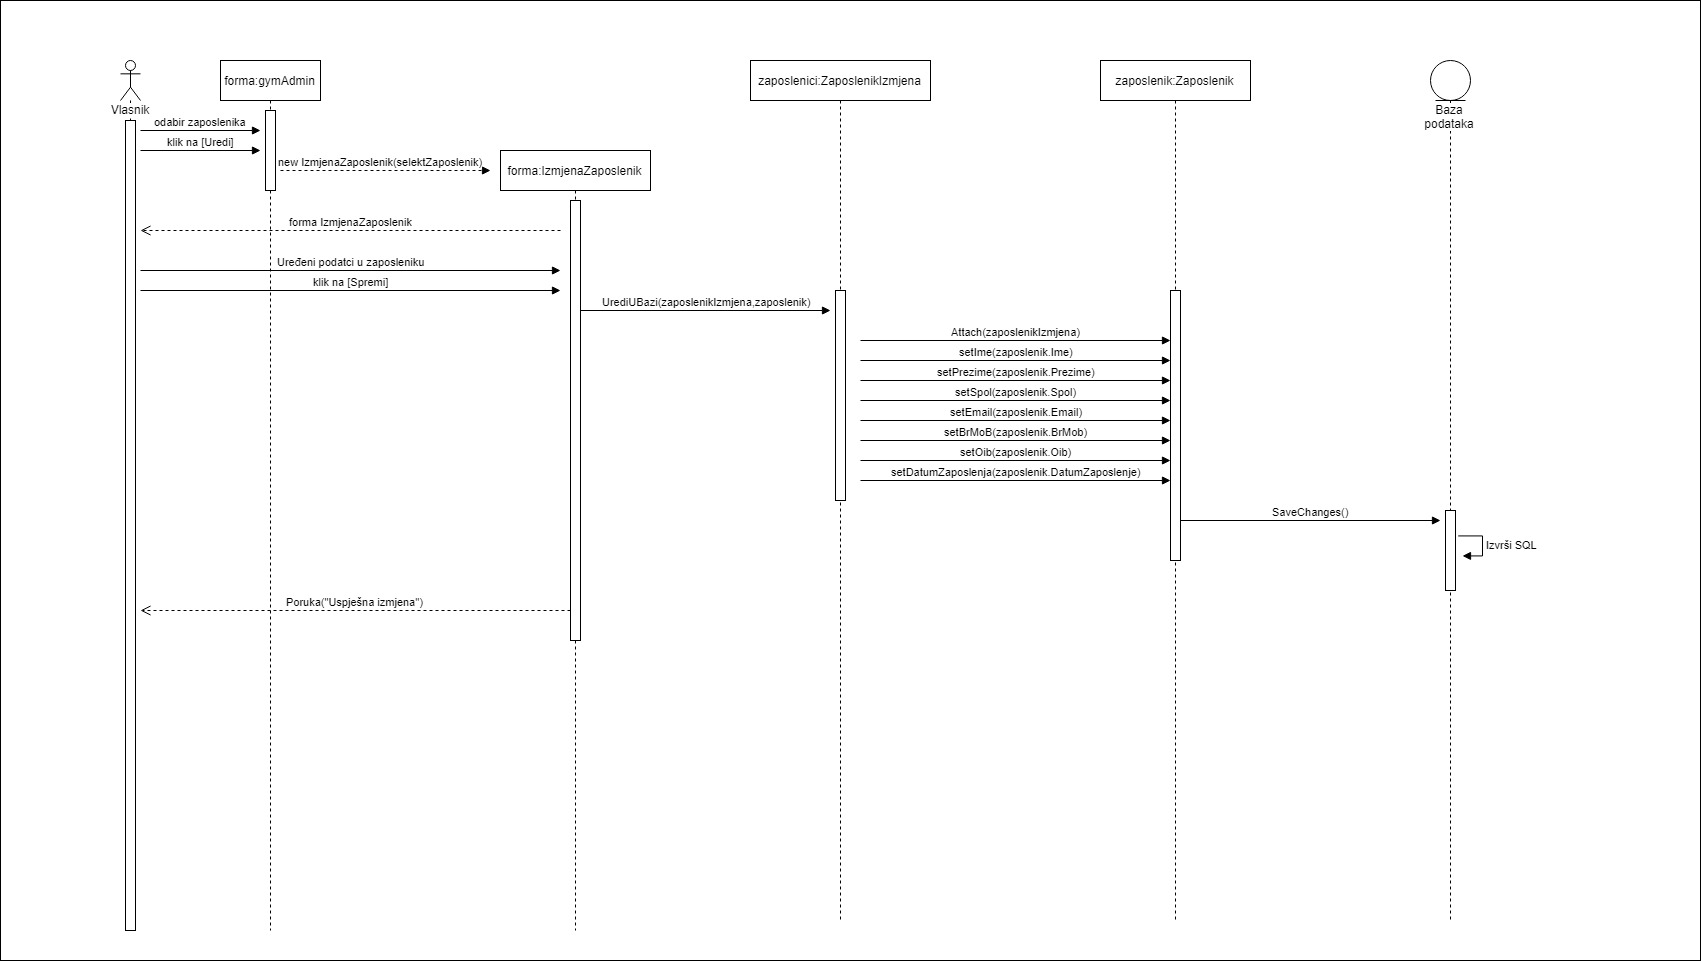 forma:gymAdmin
zaposlenici:ZaposlenikIzmjena
zaposlenik:Zaposlenik
Vlasnik
Baza
podataka
odabir zaposlenika
klik na [Uredi]
new IzmjenaZaposlenik(selektZaposlenik)
forma:IzmjenaZaposlenik
forma IzmjenaZaposlenik
Uređeni podatci u zaposleniku
klik na [Spremi]
UrediUBazi(zaposlenikIzmjena,zaposlenik)
Attach(zaposlenikIzmjena)
setIme(zaposlenik.Ime)
setPrezime(zaposlenik.Prezime)
setSpol(zaposlenik.Spol)
setEmail(zaposlenik.Email)
setBrMoB(zaposlenik.BrMob)
setOib(zaposlenik.Oib)
setDatumZaposlenja(zaposlenik.DatumZaposlenje)
SaveChanges()
Izvrši SQL
Poruka("Uspješna izmjena")